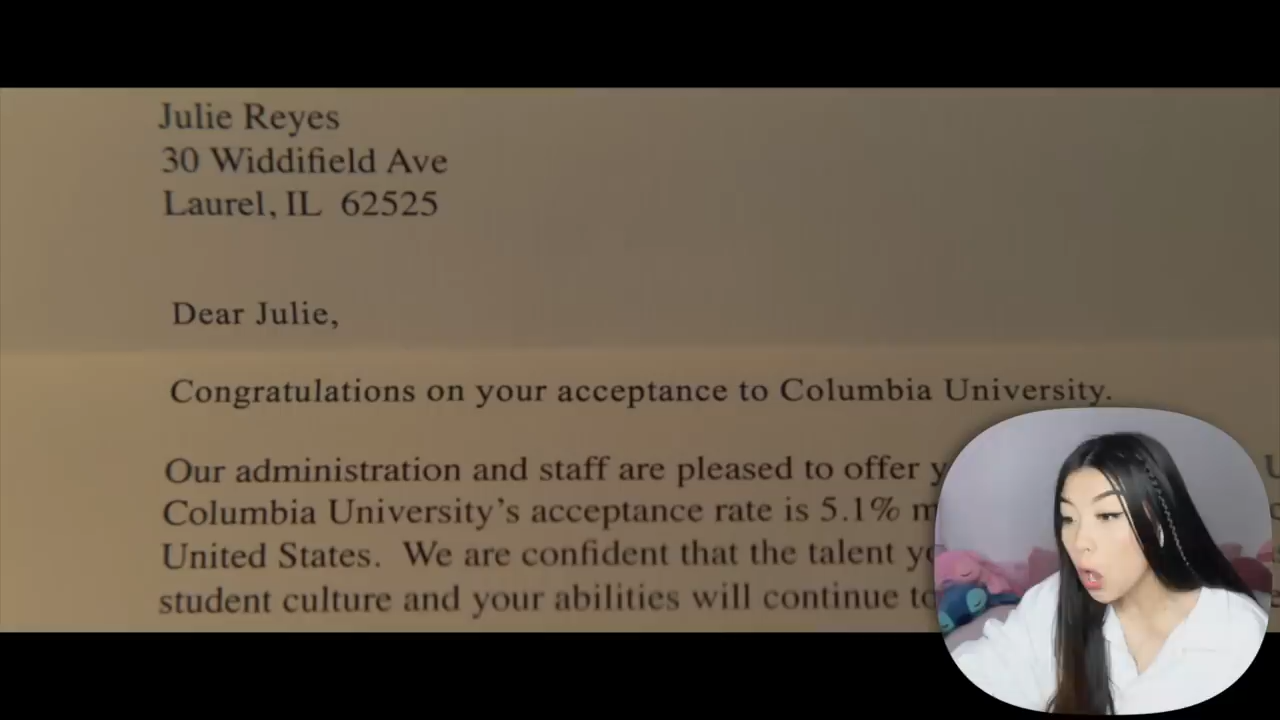 Julie Reyes
30 Widdifield Ave
Laurel, IL 62525
Dear Julie,
Congratulations on your acceptance to Columbia University.
Our administration and staff are pleased to offer
Columbia University's acceptance rate is 5.1%
United States. We are confident that the talent
student culture and your abilities will continue